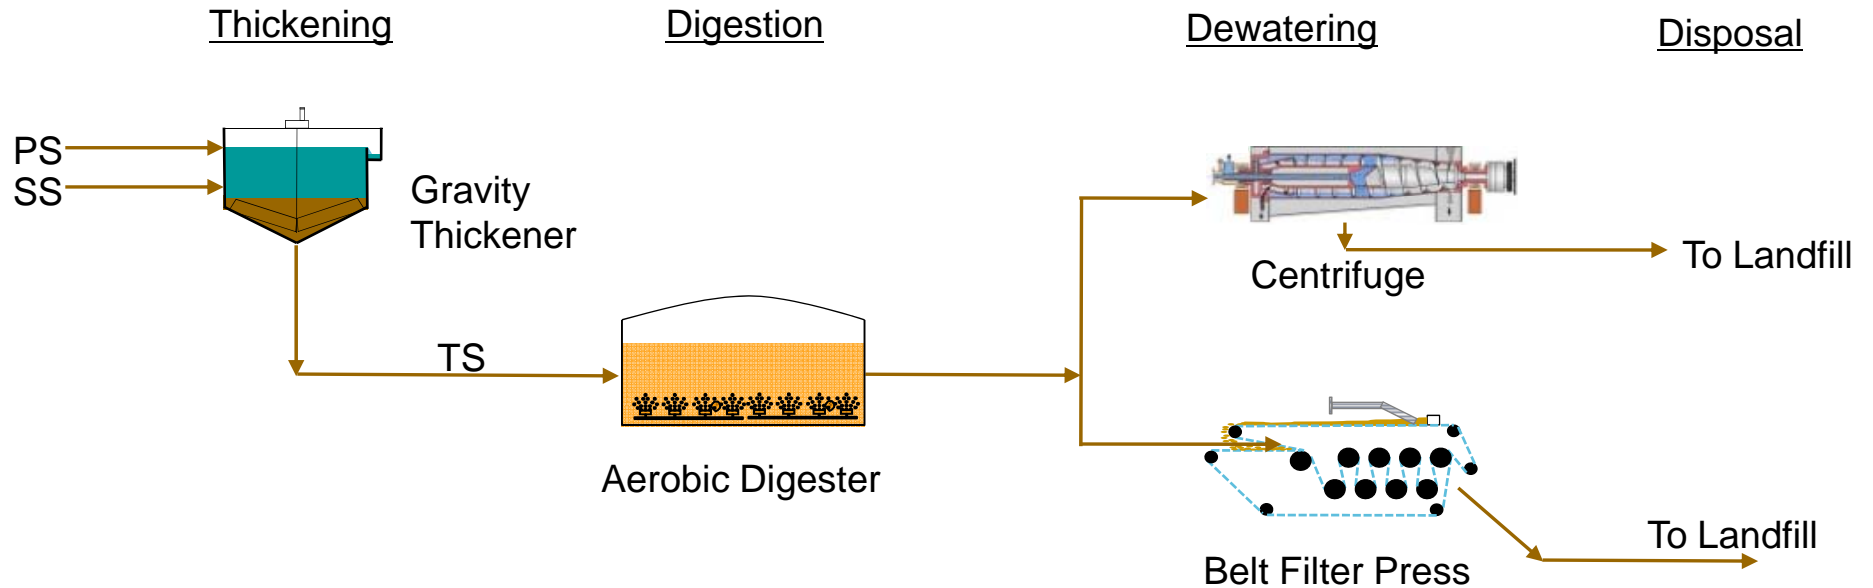 Thickening
Digestion
Dewatering
Disposal
PS
SS
Gravity
Thickener
To Landfill
Centrifuge
TS
Aerobic Digester
To Landfill
Belt Filter Press